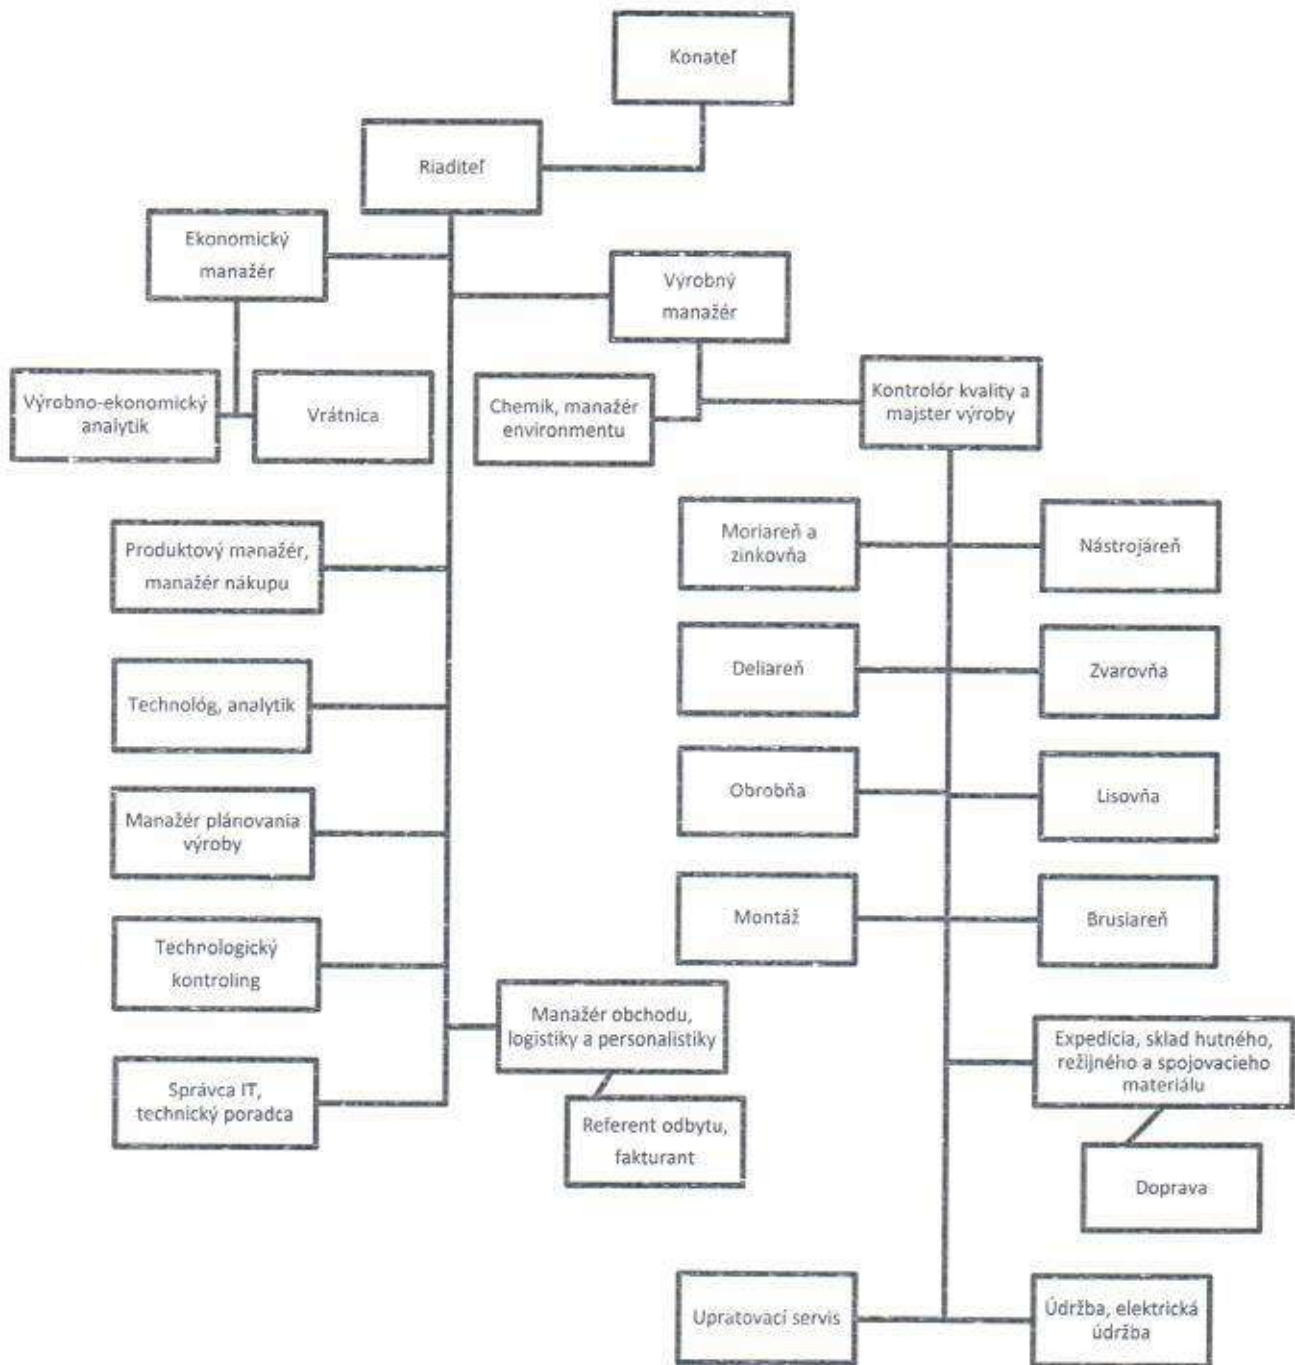 Konateľ
Riaditeľ
Ekonomický
manažér
Výrobný
manažér
Výrobno-ekonomický
analytik
Vrátnica
Chemik, manažér
environmentu
Kontrolór kvality a
majster výroby
Produktový manažér,
manažér nákupu
Moriareň a
zinkovňa
Nástrojáreň
Technológ, analytik
Deliareň
Zvarovňa
Manažér plánovania
výroby
Obrobňa
Lisovňa
Technologický
kontroling
Montáž
Brusiareň
Manažér obchodu,
logistiky a personalistiky
Expedícia, sklad hutného,
režijného a spojovacieho
materiálu
Správca IT,
technický poradca
Referent odbytu,
fakturant
Doprava
Upratovací servis
Údržba, elektrická
údržba